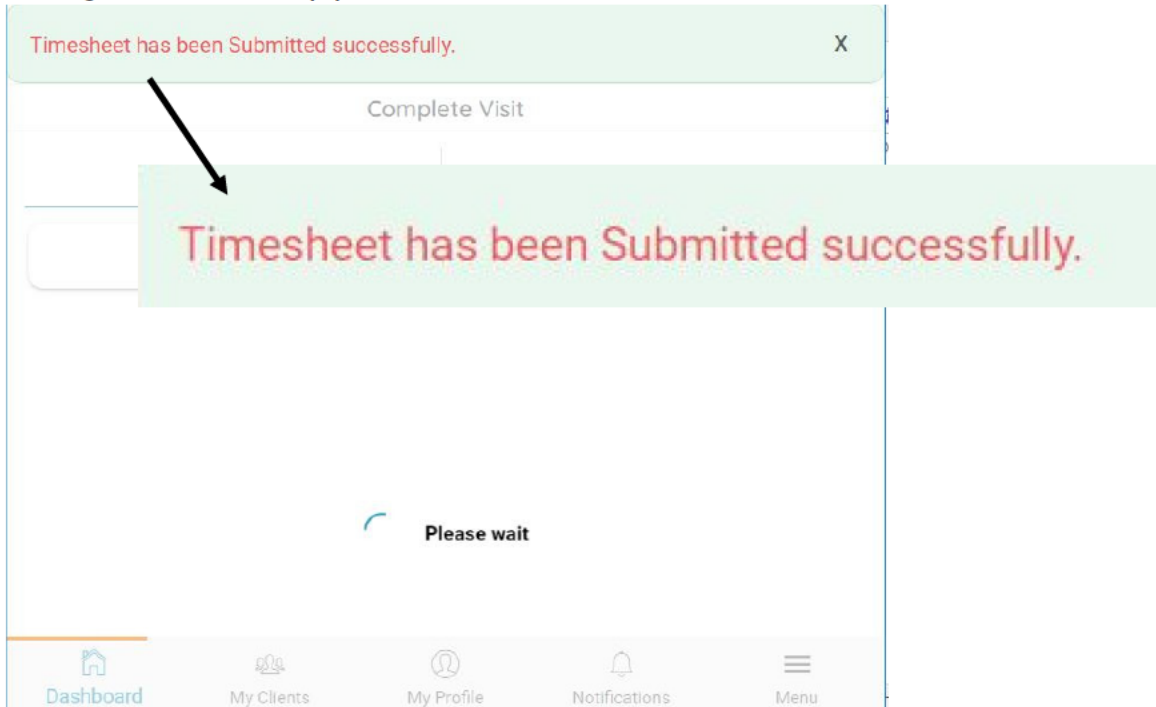 Timesheet has been Submitted successfully. X
Complete Visit
Timesheet has been Submitted successfully.
Please wait
Dashboard My Clients My Profile Notifications Menu